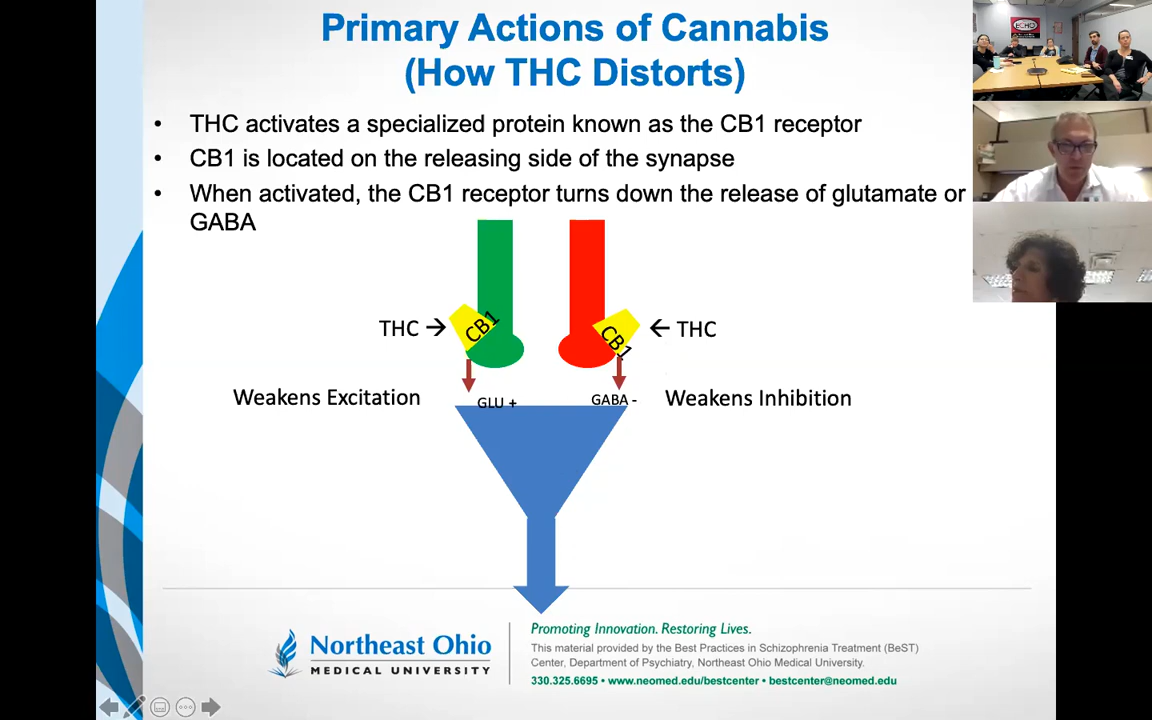 Primary Actions of Cannabis
(How THC Distorts)
• THC activates a specialized protein known as the CB1 receptor
• CB1 is located on the releasing side of the synapse
• When activated, the CB1 receptor turns down the release of glutamate or
GABA
THC → CB1
CB1 ← THC
Weakens Excitation
GLU +
GABA -
Weakens Inhibition
Northeast Ohio
MEDICAL UNIVERSITY
Promoting Innovation. Restoring Lives.
This material provided by the Best Practices in Schizophrenia Treatment (BeST)
Center, Department of Psychiatry, Northeast Ohio Medical University.
330.325.6695 • www.neomed.edu/bestcenter • bestcenter@neomed.edu
ECHO